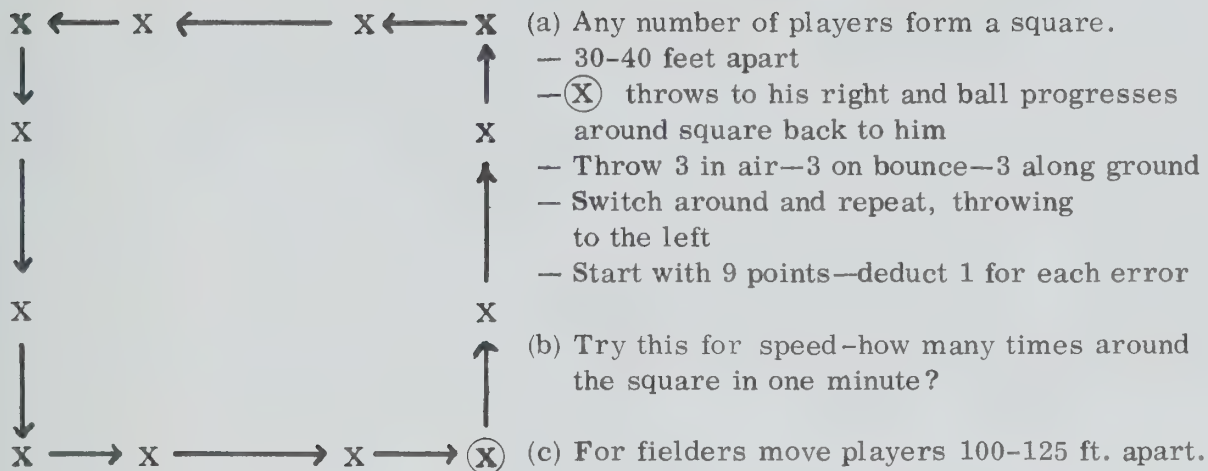 X X X X (a) Any number of players form a square.
— 30-40 feet apart
— X throws to his right and ball progresses
X X around square back to him
— Throw 3 in air—3 on bounce—3 along ground
— Switch around and repeat, throwing
to the left
— Start with 9 points—deduct 1 for each error
X X
(b) Try this for speed-how many times around
the square in one minute?
X X X X (c) For fielders move players 100-125 ft. apart.